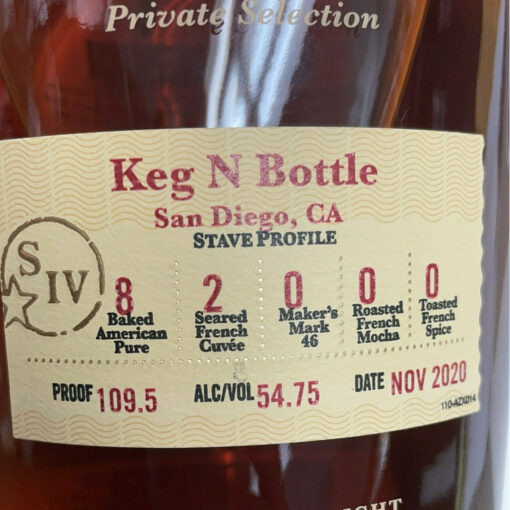 Private Selection
Keg N Bottle
San Diego, CA
STAVE PROFILE
S IV
8 2 0 0 0
Baked American Pure
Seared French Cuvée
Maker's Mark 46
Roasted French Mocha
Toasted French Spice
PROOF 109.5 ALC/VOL 54.75 DATE NOV 2020
110-AZX014